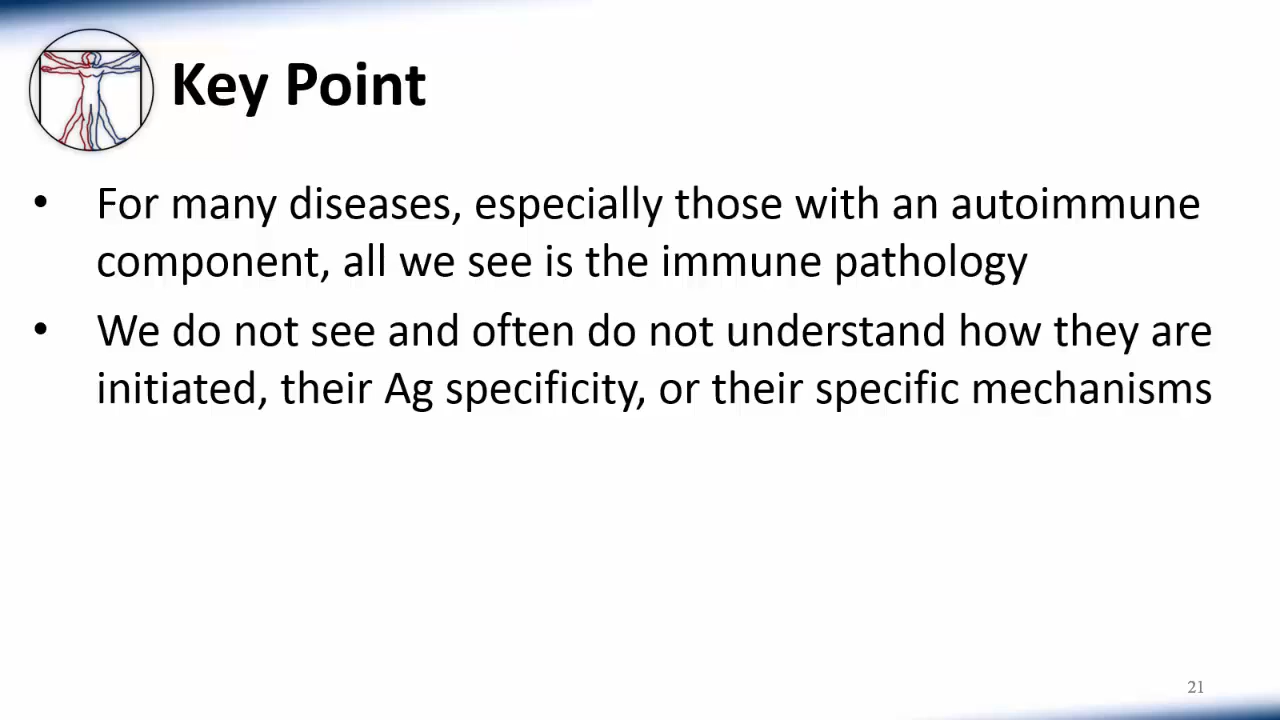 Key Point
• For many diseases, especially those with an autoimmune
component, all we see is the immune pathology
• We do not see and often do not understand how they are
initiated, their Ag specificity, or their specific mechanisms
21